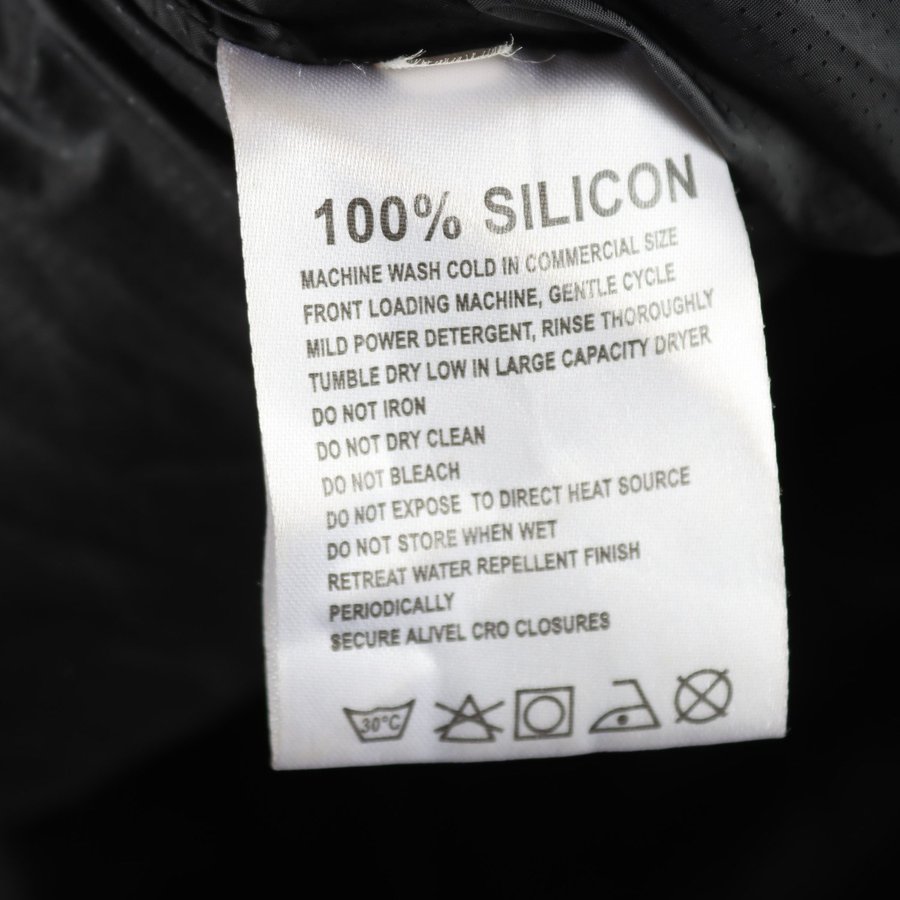 100% SILICON
MACHINE WASH COLD IN COMMERCIAL SIZE
FRONT LOADING MACHINE, GENTLE CYCLE
MILD POWER DETERGENT, RINSE THOROUGHLY
TUMBLE DRY LOW IN LARGE CAPACITY DRYER
DO NOT IRON
DO NOT DRY CLEAN
DO NOT BLEACH
DO NOT EXPOSE TO DIRECT HEAT SOURCE
DO NOT STORE WHEN WET
RETREAT WATER REPELLENT FINISH
PERIODICALLY
SECURE ALIVEL CRO CLOSURES
30°C